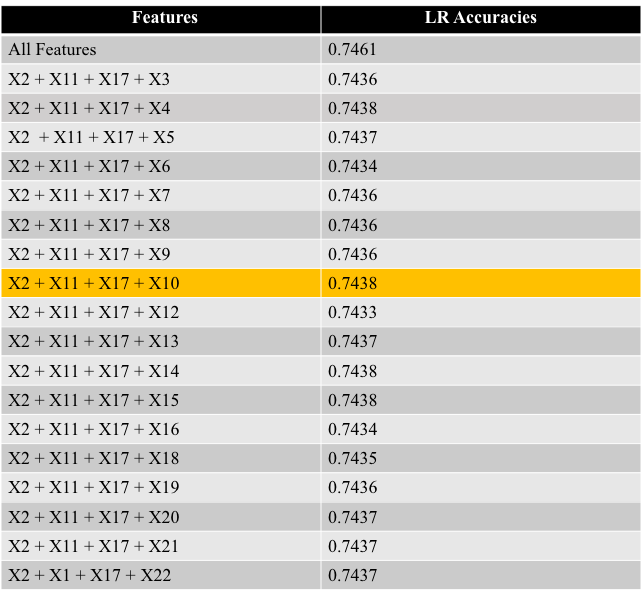 Features LR Accuracies
All Features 0.7461
X2 + X11 + X17 + X3 0.7436
X2 + X11 + X17 + X4 0.7438
X2  + X11 + X17 + X5 0.7437
X2 + X11 + X17 + X6 0.7434
X2 + X11 + X17 + X7 0.7436
X2 + X11 + X17 + X8 0.7436
X2 + X11 + X17 + X9 0.7436
X2 + X11 + X17 + X10 0.7438
X2 + X11 + X17 + X12 0.7433
X2 + X11 + X17 + X13 0.7437
X2 + X11 + X17 + X14 0.7438
X2 + X11 + X17 + X15 0.7438
X2 + X11 + X17 + X16 0.7434
X2 + X11 + X17 + X18 0.7435
X2 + X11 + X17 + X19 0.7436
X2 + X11 + X17 + X20 0.7437
X2 + X11 + X17 + X21 0.7437
X2 + X1 + X17 + X22 0.7437